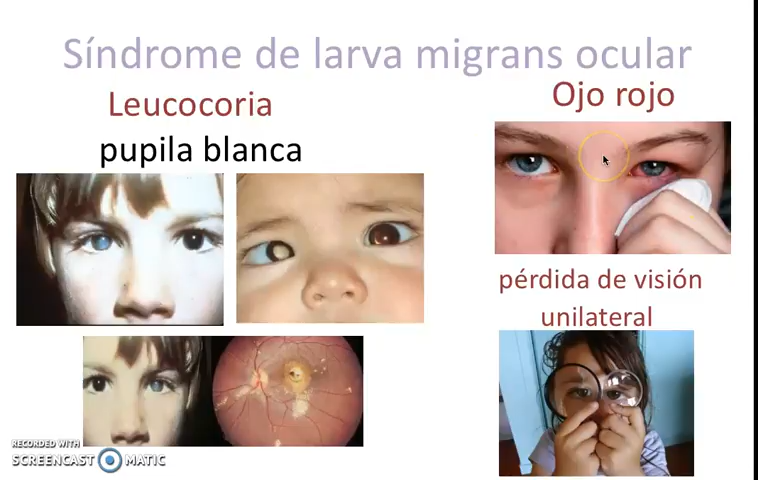 Síndrome de larva migrans ocular
Leucocoria
pupila blanca
Ojo rojo
pérdida de visión
unilateral
RECORDED WITH
SCREENCAST MATIC